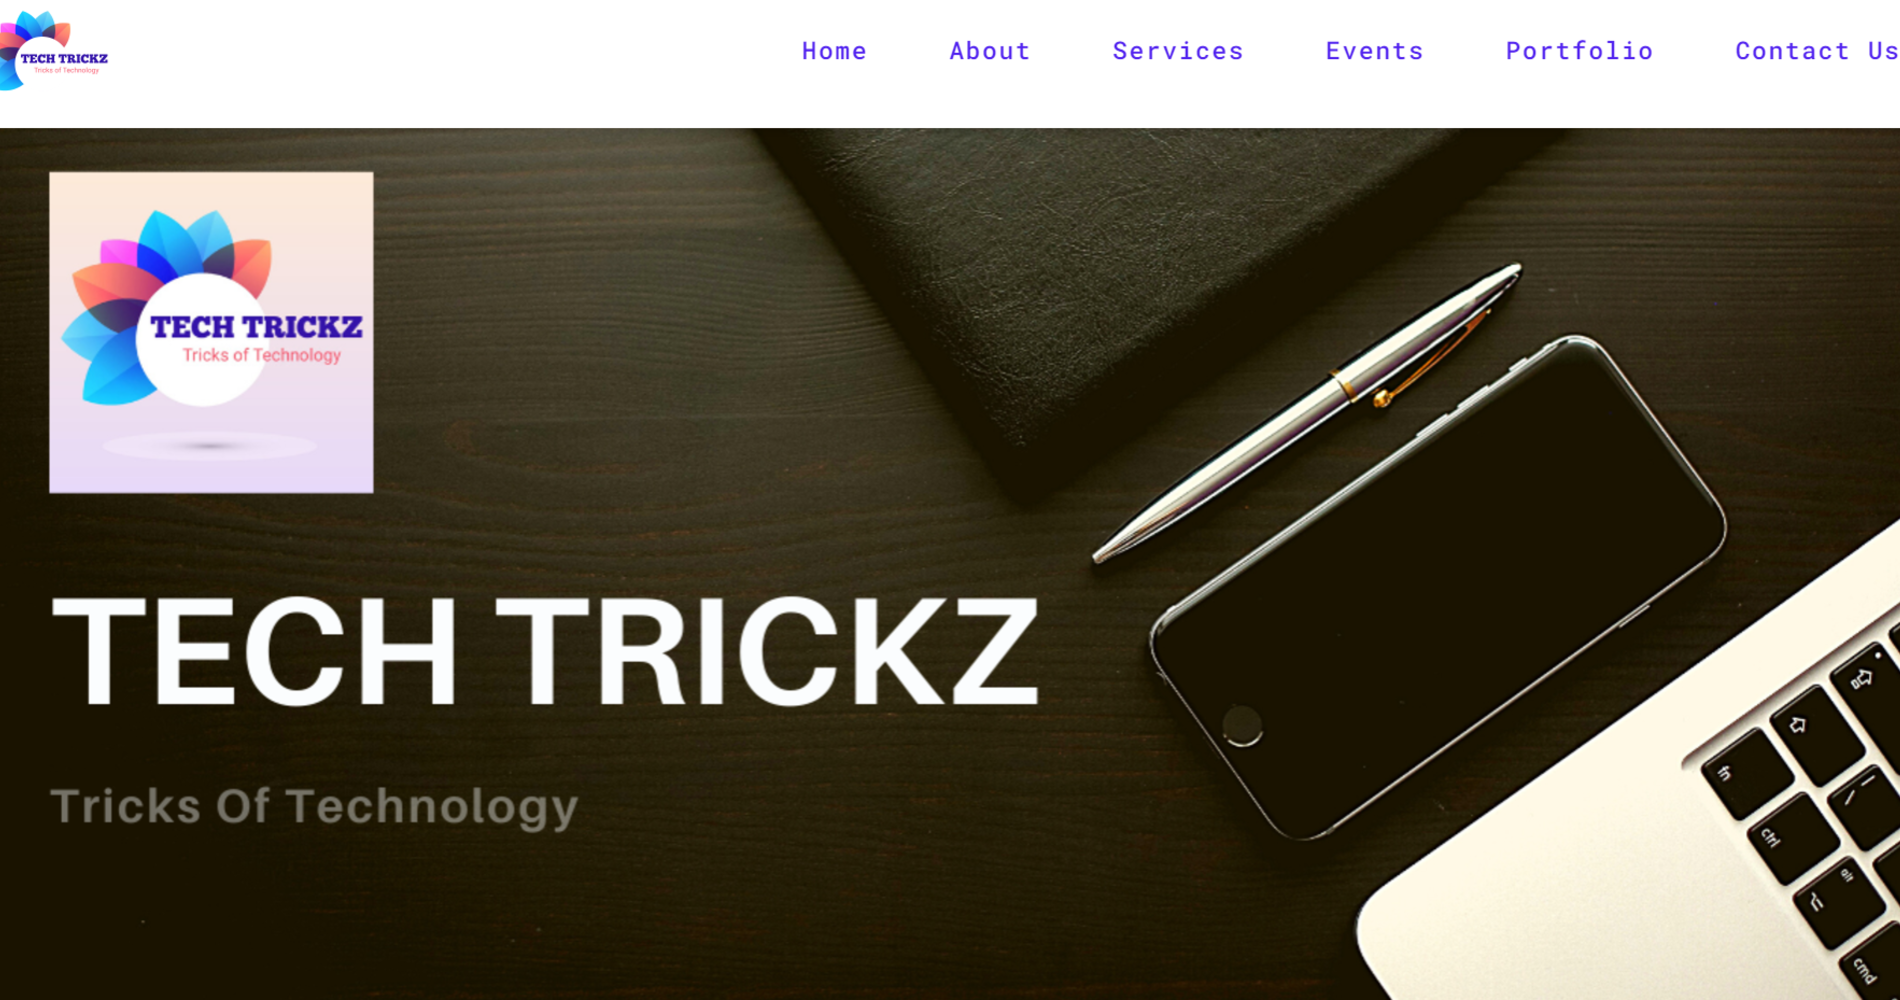 TECH TRICKZ
Tricks of Technology
Home About Services Events Portfolio Contact Us
TECH TRICKZ
Tricks of Technology
TECH TRICKZ
Tricks Of Technology
fn
ctrl
alt
cmd